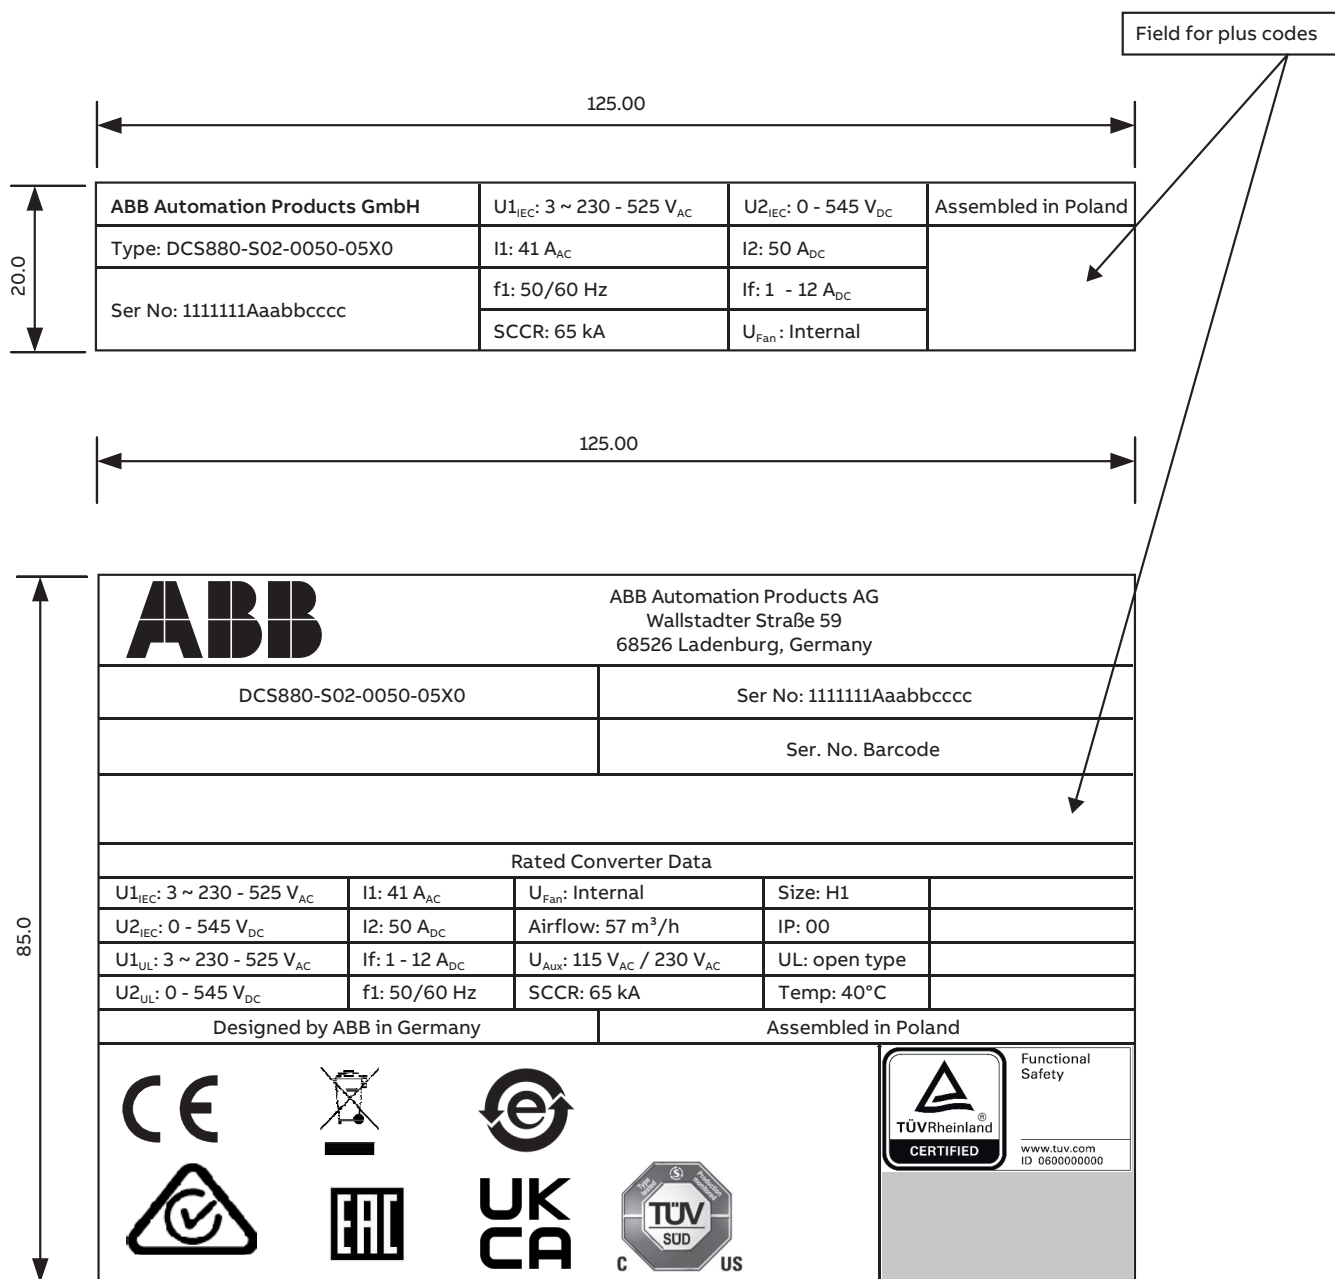 Field for plus codes
125.00
20.0
ABB Automation Products GmbH
U1IEC: 3 ~ 230 - 525 VAC
U2IEC: 0 - 545 VDC
Assembled in Poland
Type: DCS880-S02-0050-05X0
I1: 41 AAC
I2: 50 ADC
Ser No: 1111111Aaabbcccc
f1: 50/60 Hz
If: 1  - 12 ADC
SCCR: 65 kA
UFan : Internal
125.00
85.0
ABB
ABB Automation Products AG
Wallstadter Straße 59
68526 Ladenburg, Germany
DCS880-S02-0050-05X0
Ser No: 1111111Aaabbcccc
Ser. No. Barcode
Rated Converter Data
U1IEC: 3 ~ 230 - 525 VAC
I1: 41 AAC
UFan: Internal
Size: H1
U2IEC: 0 - 545 VDC
I2: 50 ADC
Airflow: 57 m³/h
IP: 00
U1UL: 3 ~ 230 - 525 VAC
If: 1 - 12 ADC
UAux: 115 VAC / 230 VAC
UL: open type
U2UL: 0 - 545 VDC
f1: 50/60 Hz
SCCR: 65 kA
Temp: 40°C
Designed by ABB in Germany
Assembled in Poland
CE
e
TÜVRheinland
®
CERTIFIED
Functional
Safety
www.tuv.com
ID 0600000000
EAC
UK
CA
Type
tested
S
Production
monitored
TÜV
SÜD
C
US